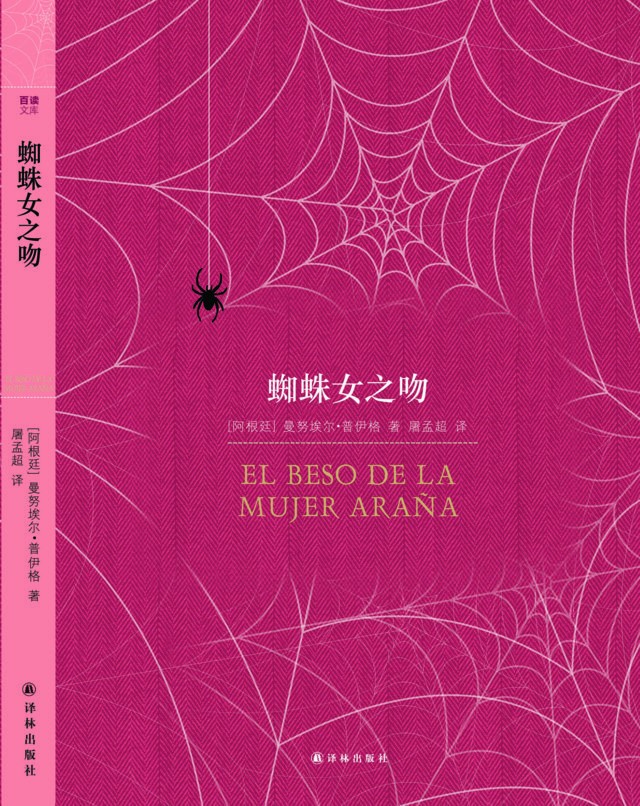 百读
文库
蜘蛛女之吻
[阿根廷] 曼努埃尔·普伊格 著
屠孟超 译
译林出版社
蜘蛛女之吻
[阿根廷] 曼努埃尔·普伊格 著 屠孟超 译
EL BESO DE LA
MUJER ARAÑA
译林出版社